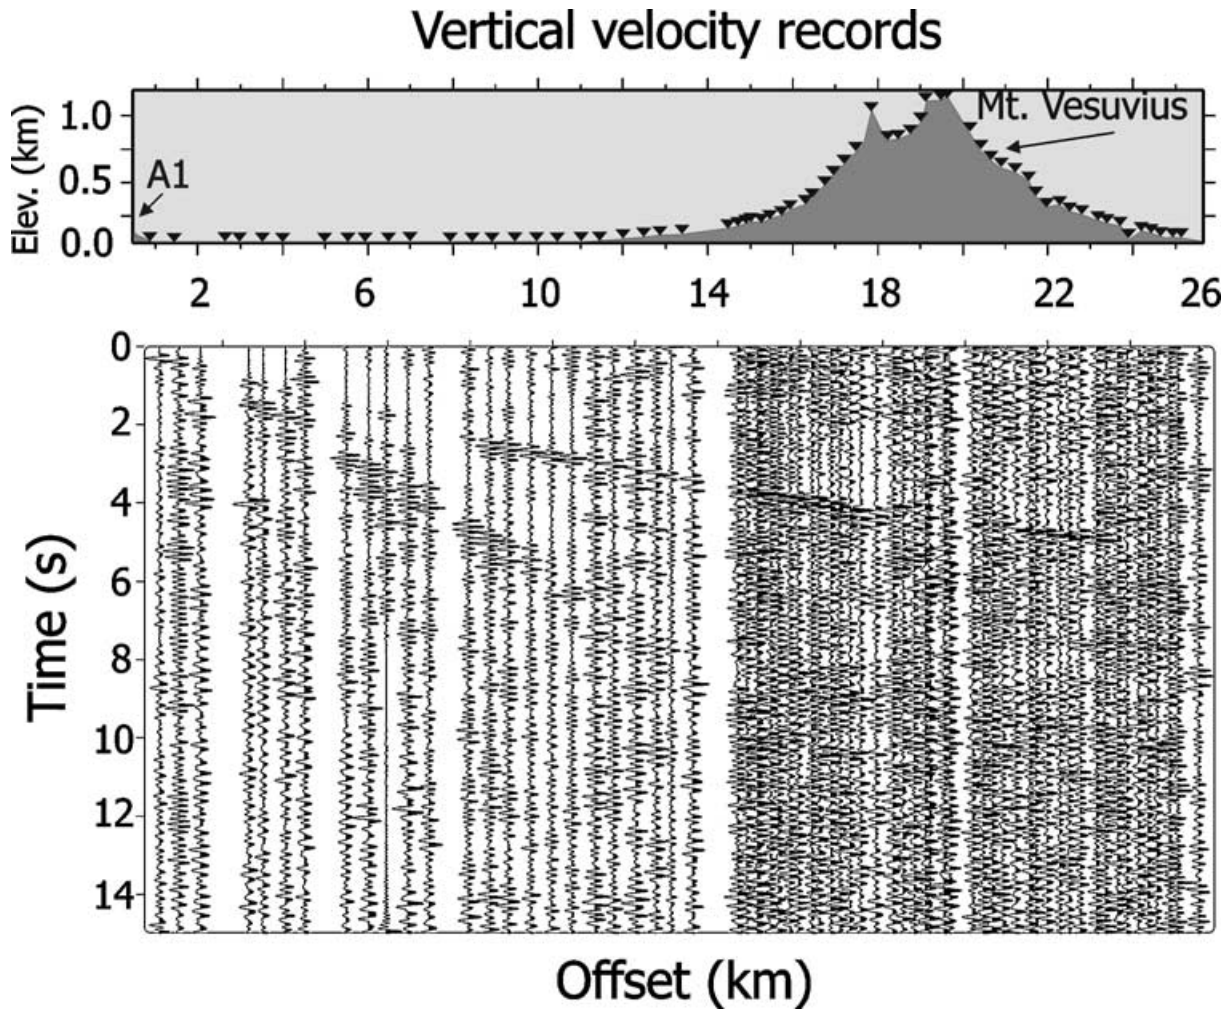 Vertical velocity records
Elev. (km)
1.0
0.5
0.0
A1
Mt. Vesuvius
2 6 10 14 18 22 26
Time (s)
0
2
4
6
8
10
12
14
Offset (km)